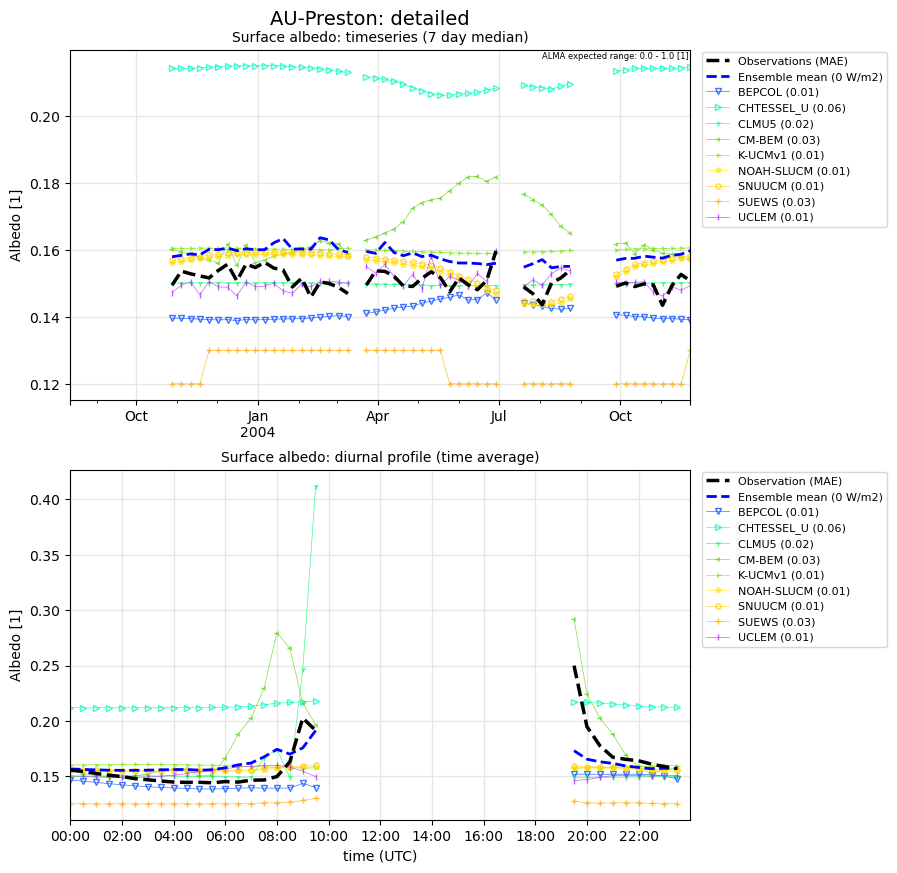 AU-Preston: detailed
Surface albedo: timeseries (7 day median)
ALMA expected range: 0.0 - 1.0 [1]
Albedo [1]
0.20
0.18
0.16
0.14
0.12
Oct
Jan
2004
Apr
Jul
Oct
Observations (MAE)
Ensemble mean (0 W/m2)
BEPCOL (0.01)
CHTESSEL_U (0.06)
CLMU5 (0.02)
CM-BEM (0.03)
K-UCMv1 (0.01)
NOAH-SLUCM (0.01)
SNUUCM (0.01)
SUEWS (0.03)
UCLEM (0.01)
Surface albedo: diurnal profile (time average)
Albedo [1]
0.40
0.35
0.30
0.25
0.20
0.15
00:00
02:00
04:00
06:00
08:00
10:00
12:00
14:00
16:00
18:00
20:00
22:00
time (UTC)
Observation (MAE)
Ensemble mean (0 W/m2)
BEPCOL (0.01)
CHTESSEL_U (0.06)
CLMU5 (0.02)
CM-BEM (0.03)
K-UCMv1 (0.01)
NOAH-SLUCM (0.01)
SNUUCM (0.01)
SUEWS (0.03)
UCLEM (0.01)